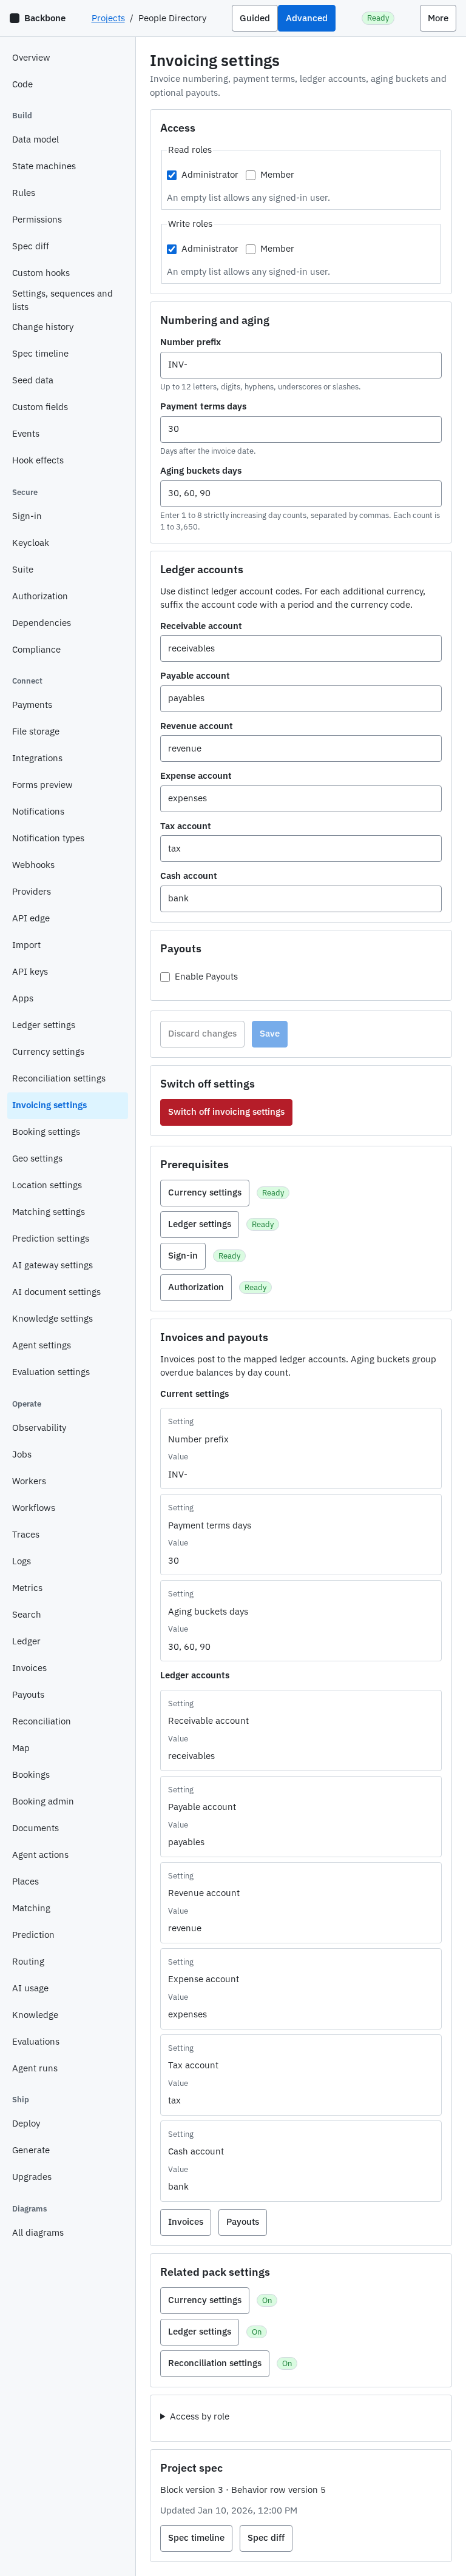 Backbone
Projects / People Directory
Guided
Advanced
Ready
More
Overview
Code
Build
Data model
State machines
Rules
Permissions
Spec diff
Custom hooks
Settings, sequences and
lists
Change history
Spec timeline
Seed data
Custom fields
Events
Hook effects
Secure
Sign-in
Keycloak
Suite
Authorization
Dependencies
Compliance
Connect
Payments
File storage
Integrations
Forms preview
Notifications
Notification types
Webhooks
Providers
API edge
Import
API keys
Apps
Ledger settings
Currency settings
Reconciliation settings
Invoicing settings
Booking settings
Geo settings
Location settings
Matching settings
Prediction settings
AI gateway settings
AI document settings
Knowledge settings
Agent settings
Evaluation settings
Operate
Observability
Jobs
Workers
Workflows
Traces
Logs
Metrics
Search
Ledger
Invoices
Payouts
Reconciliation
Map
Bookings
Booking admin
Documents
Agent actions
Places
Matching
Prediction
Routing
AI usage
Knowledge
Evaluations
Agent runs
Ship
Deploy
Generate
Upgrades
Diagrams
All diagrams
Invoicing settings
Invoice numbering, payment terms, ledger accounts, aging buckets and
optional payouts.
Access
Read roles
Administrator
Member
An empty list allows any signed-in user.
Write roles
Administrator
Member
An empty list allows any signed-in user.
Numbering and aging
Number prefix
INV-
Up to 12 letters, digits, hyphens, underscores or slashes.
Payment terms days
30
Days after the invoice date.
Aging buckets days
30, 60, 90
Enter 1 to 8 strictly increasing day counts, separated by commas. Each count is
1 to 3,650.
Ledger accounts
Use distinct ledger account codes. For each additional currency,
suffix the account code with a period and the currency code.
Receivable account
receivables
Payable account
payables
Revenue account
revenue
Expense account
expenses
Tax account
tax
Cash account
bank
Payouts
Enable Payouts
Discard changes
Save
Switch off settings
Switch off invoicing settings
Prerequisites
Currency settings
Ready
Ledger settings
Ready
Sign-in
Ready
Authorization
Ready
Invoices and payouts
Invoices post to the mapped ledger accounts. Aging buckets group
overdue balances by day count.
Current settings
Setting
Number prefix
Value
INV-
Setting
Payment terms days
Value
30
Setting
Aging buckets days
Value
30, 60, 90
Ledger accounts
Setting
Receivable account
Value
receivables
Setting
Payable account
Value
payables
Setting
Revenue account
Value
revenue
Setting
Expense account
Value
expenses
Setting
Tax account
Value
tax
Setting
Cash account
Value
bank
Invoices
Payouts
Related pack settings
Currency settings
On
Ledger settings
On
Reconciliation settings
On
Access by role
Project spec
Block version 3 · Behavior row version 5
Updated Jan 10, 2026, 12:00 PM
Spec timeline
Spec diff